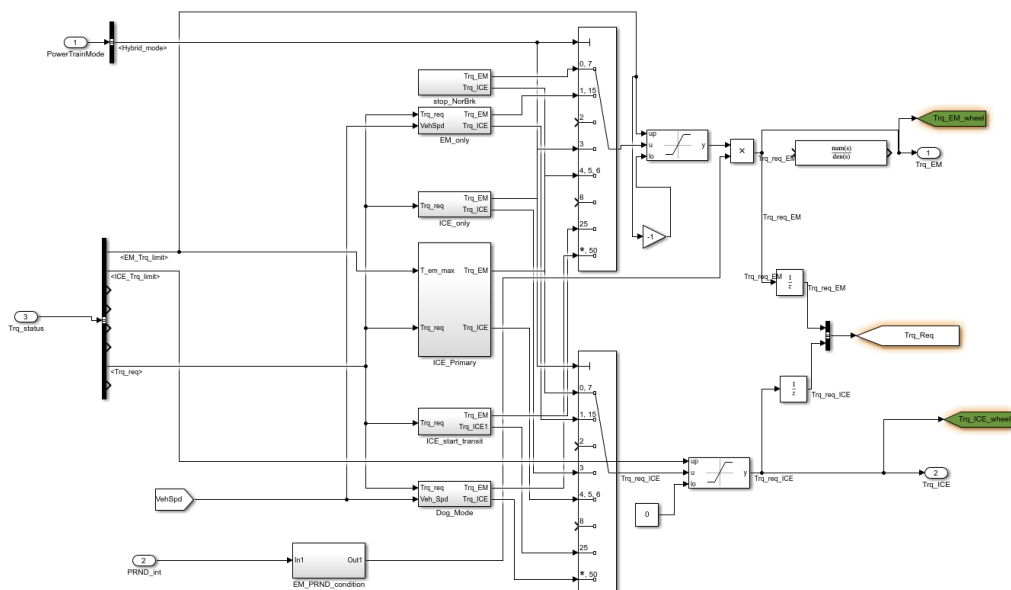 1
PowerTrainMode
<Hybrid_mode>
Trq_EM
Trq_ICE
stop_NorBrk
Trq_req
VehSpd
Trq_EM
Trq_ICE
EM_only
Trq_req
Trq_EM
Trq_ICE
ICE_only
T_em_max
Trq_EM
Trq_req
Trq_ICE
ICE_Primary
Trq_req
Trq_EM
Trq_ICE1
ICE_start_transit
Trq_req
Veh_Spd
Trq_EM
Trq_ICE
Dog_Mode
<EM_Trq_limit>
<ICE_Trq_limit>
3
Trq_status
<Trq_req>
VehSpd
2
PRND_int
In1
Out1
EM_PRND_condition
0, 7
1, 15
2
3
4, 5, 6
8
25
*, 50
up
u
lo
y
-1
×
Trq_req_EM
num(s)
den(s)
Trq_EM_wheel
1
Trq_EM
Trq_req_EM
Trq_req_EM
1
z
Trq_req_EM
Trq_Req
1
z
Trq_req_ICE
0, 7
1, 15
2
3
4, 5, 6
8
25
*, 50
Trq_req_ICE
up
u
lo
y
0
Trq_req_ICE
Trq_ICE_wheel
2
Trq_ICE